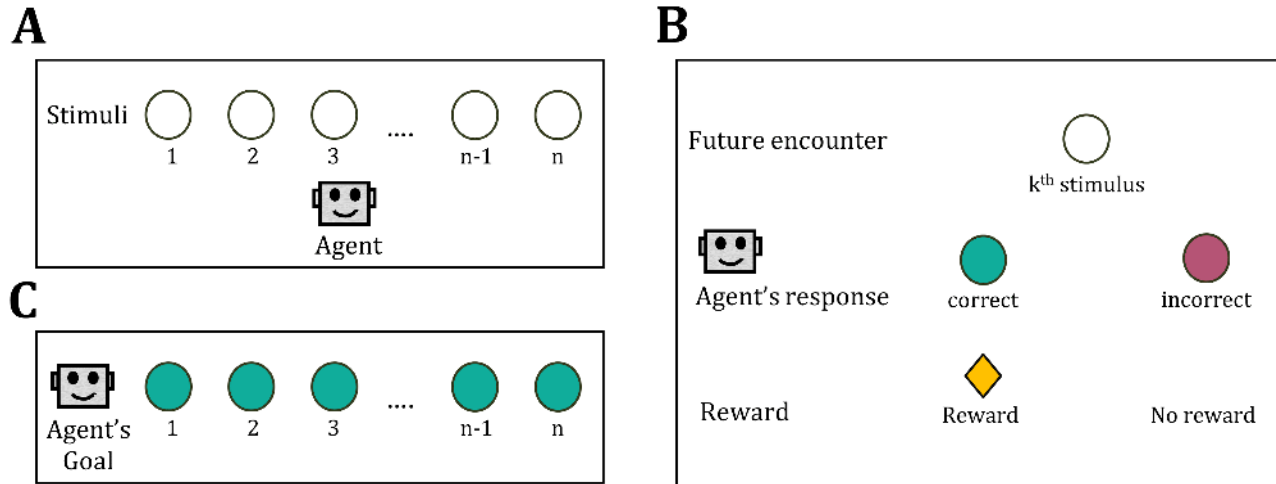 A
Stimuli
1 2 3 .... n-1 n
Agent
B
Future encounter
kth stimulus
Agent's response correct incorrect
Reward Reward No reward
C
....
Agent's 1 2 3 n-1 n
Goal